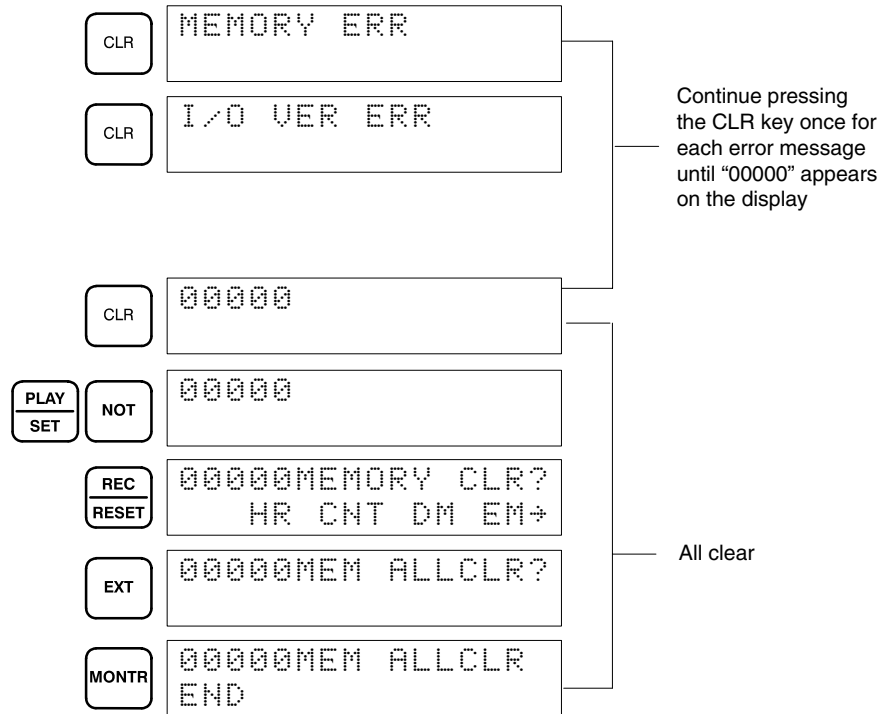 CLR
MEMORY ERR
CLR
I/O VER ERR
Continue pressing
the CLR key once for
each error message
until “00000” appears
on the display
CLR
00000
PLAY
SET
NOT
00000
REC
RESET
00000MEMORY CLR?
HR CNT DM EM→
EXT
00000MEM ALLCLR?
All clear
MONTR
00000MEM ALLCLR
END